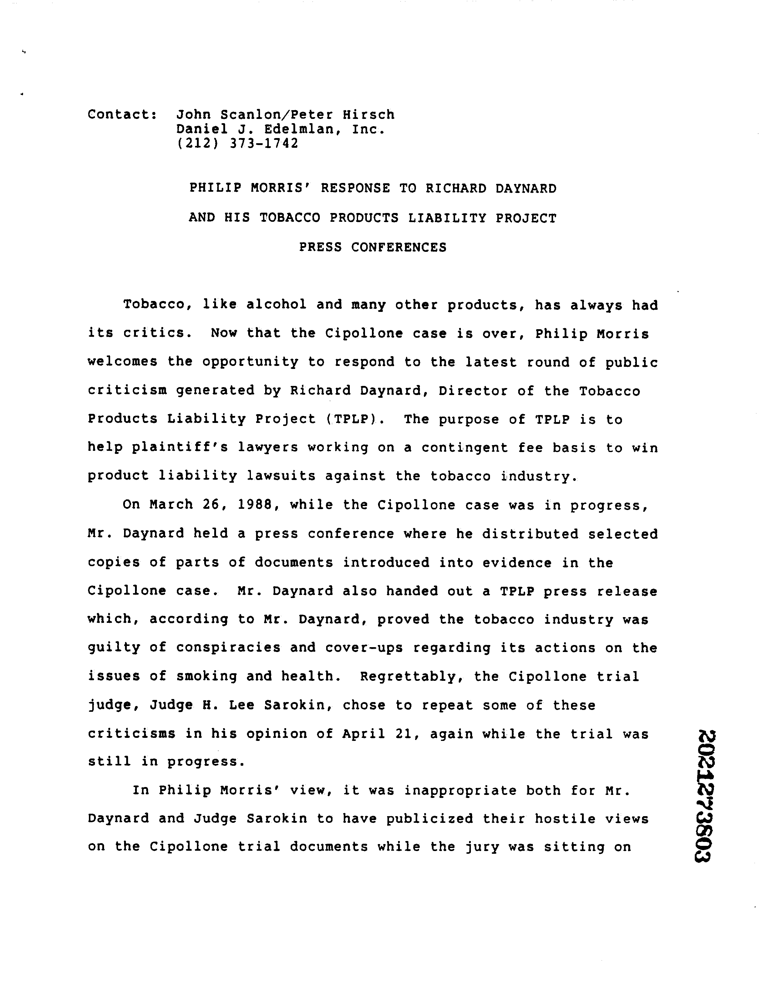 Contact: John Scanlon/Peter Hirsch
Daniel J. Edelmlan, Inc.
(212) 373-1742
PHILIP MORRIS' RESPONSE TO RICHARD DAYNARD
AND HIS TOBACCO PRODUCTS LIABILITY PROJECT
PRESS CONFERENCES
Tobacco, like alcohol and many other products, has always had
its critics. Now that the Cipollone case is over, Philip Morris
welcomes the opportunity to respond to the latest round of public
criticism generated by Richard Daynard, Director of the Tobacco
Products Liability Project (TPLP). The purpose of TPLP is to
help plaintiff's lawyers working on a contingent fee basis to win
product liability lawsuits against the tobacco industry.
On March 26, 1988, while the Cipollone case was in progress,
Mr. Daynard held a press conference where he distributed selected
copies of parts of documents introduced into evidence in the
Cipollone case. Mr. Daynard also handed out a TPLP press release
which, according to Mr. Daynard, proved the tobacco industry was
guilty of conspiracies and cover-ups regarding its actions on the
issues of smoking and health. Regrettably, the Cipollone trial
judge, Judge H. Lee Sarokin, chose to repeat some of these
criticisms in his opinion of April 21, again while the trial was
still in progress.
In Philip Morris' view, it was inappropriate both for Mr.
Daynard and Judge Sarokin to have publicized their hostile views
on the Cipollone trial documents while the jury was sitting on
2021273803